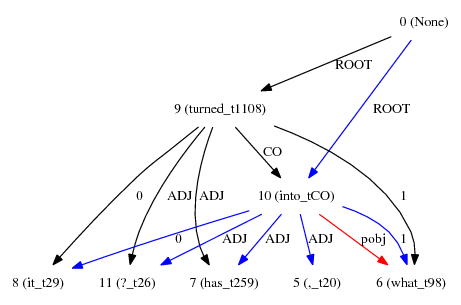 0 (None)
ROOT
9 (turned_t1108)
ROOT
CO
10 (into_tCO)
0 ADJ ADJ 1
0 ADJ ADJ ADJ pobj 1
8 (it_t29) 11 (?_t26) 7 (has_t259) 5 (,_t20) 6 (what_t98)